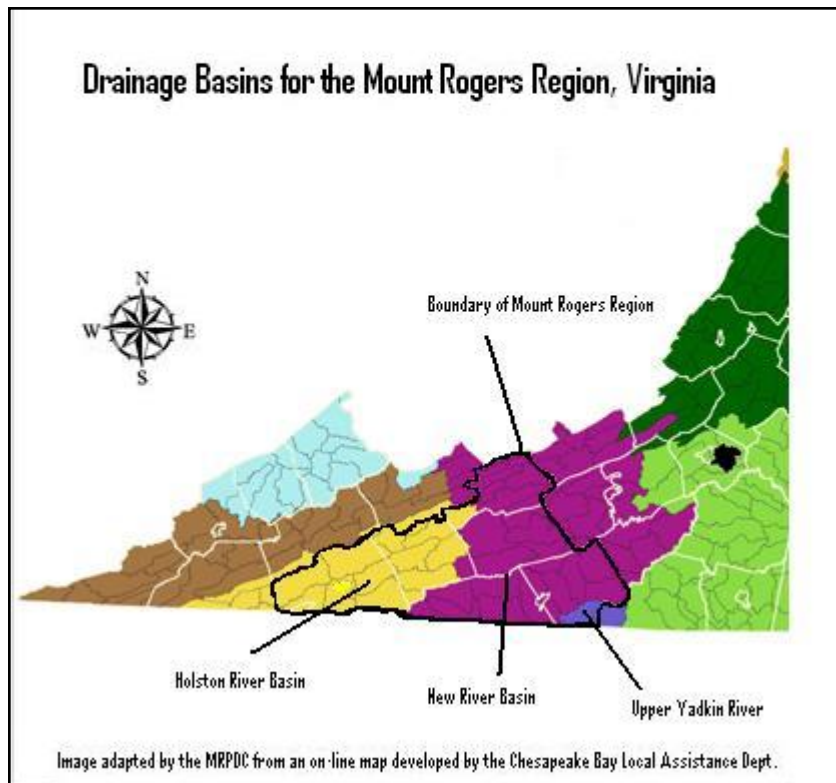 Drainage Basins for the Mount Rogers Region, Virginia
N
W E
S
Boundary of Mount Rogers Region
Holston River Basin
New River Basin
Upper Yadkin River
Image adapted by the MRPDC from an on-line map developed by the Chesapeake Bay Local Assistance Dept.